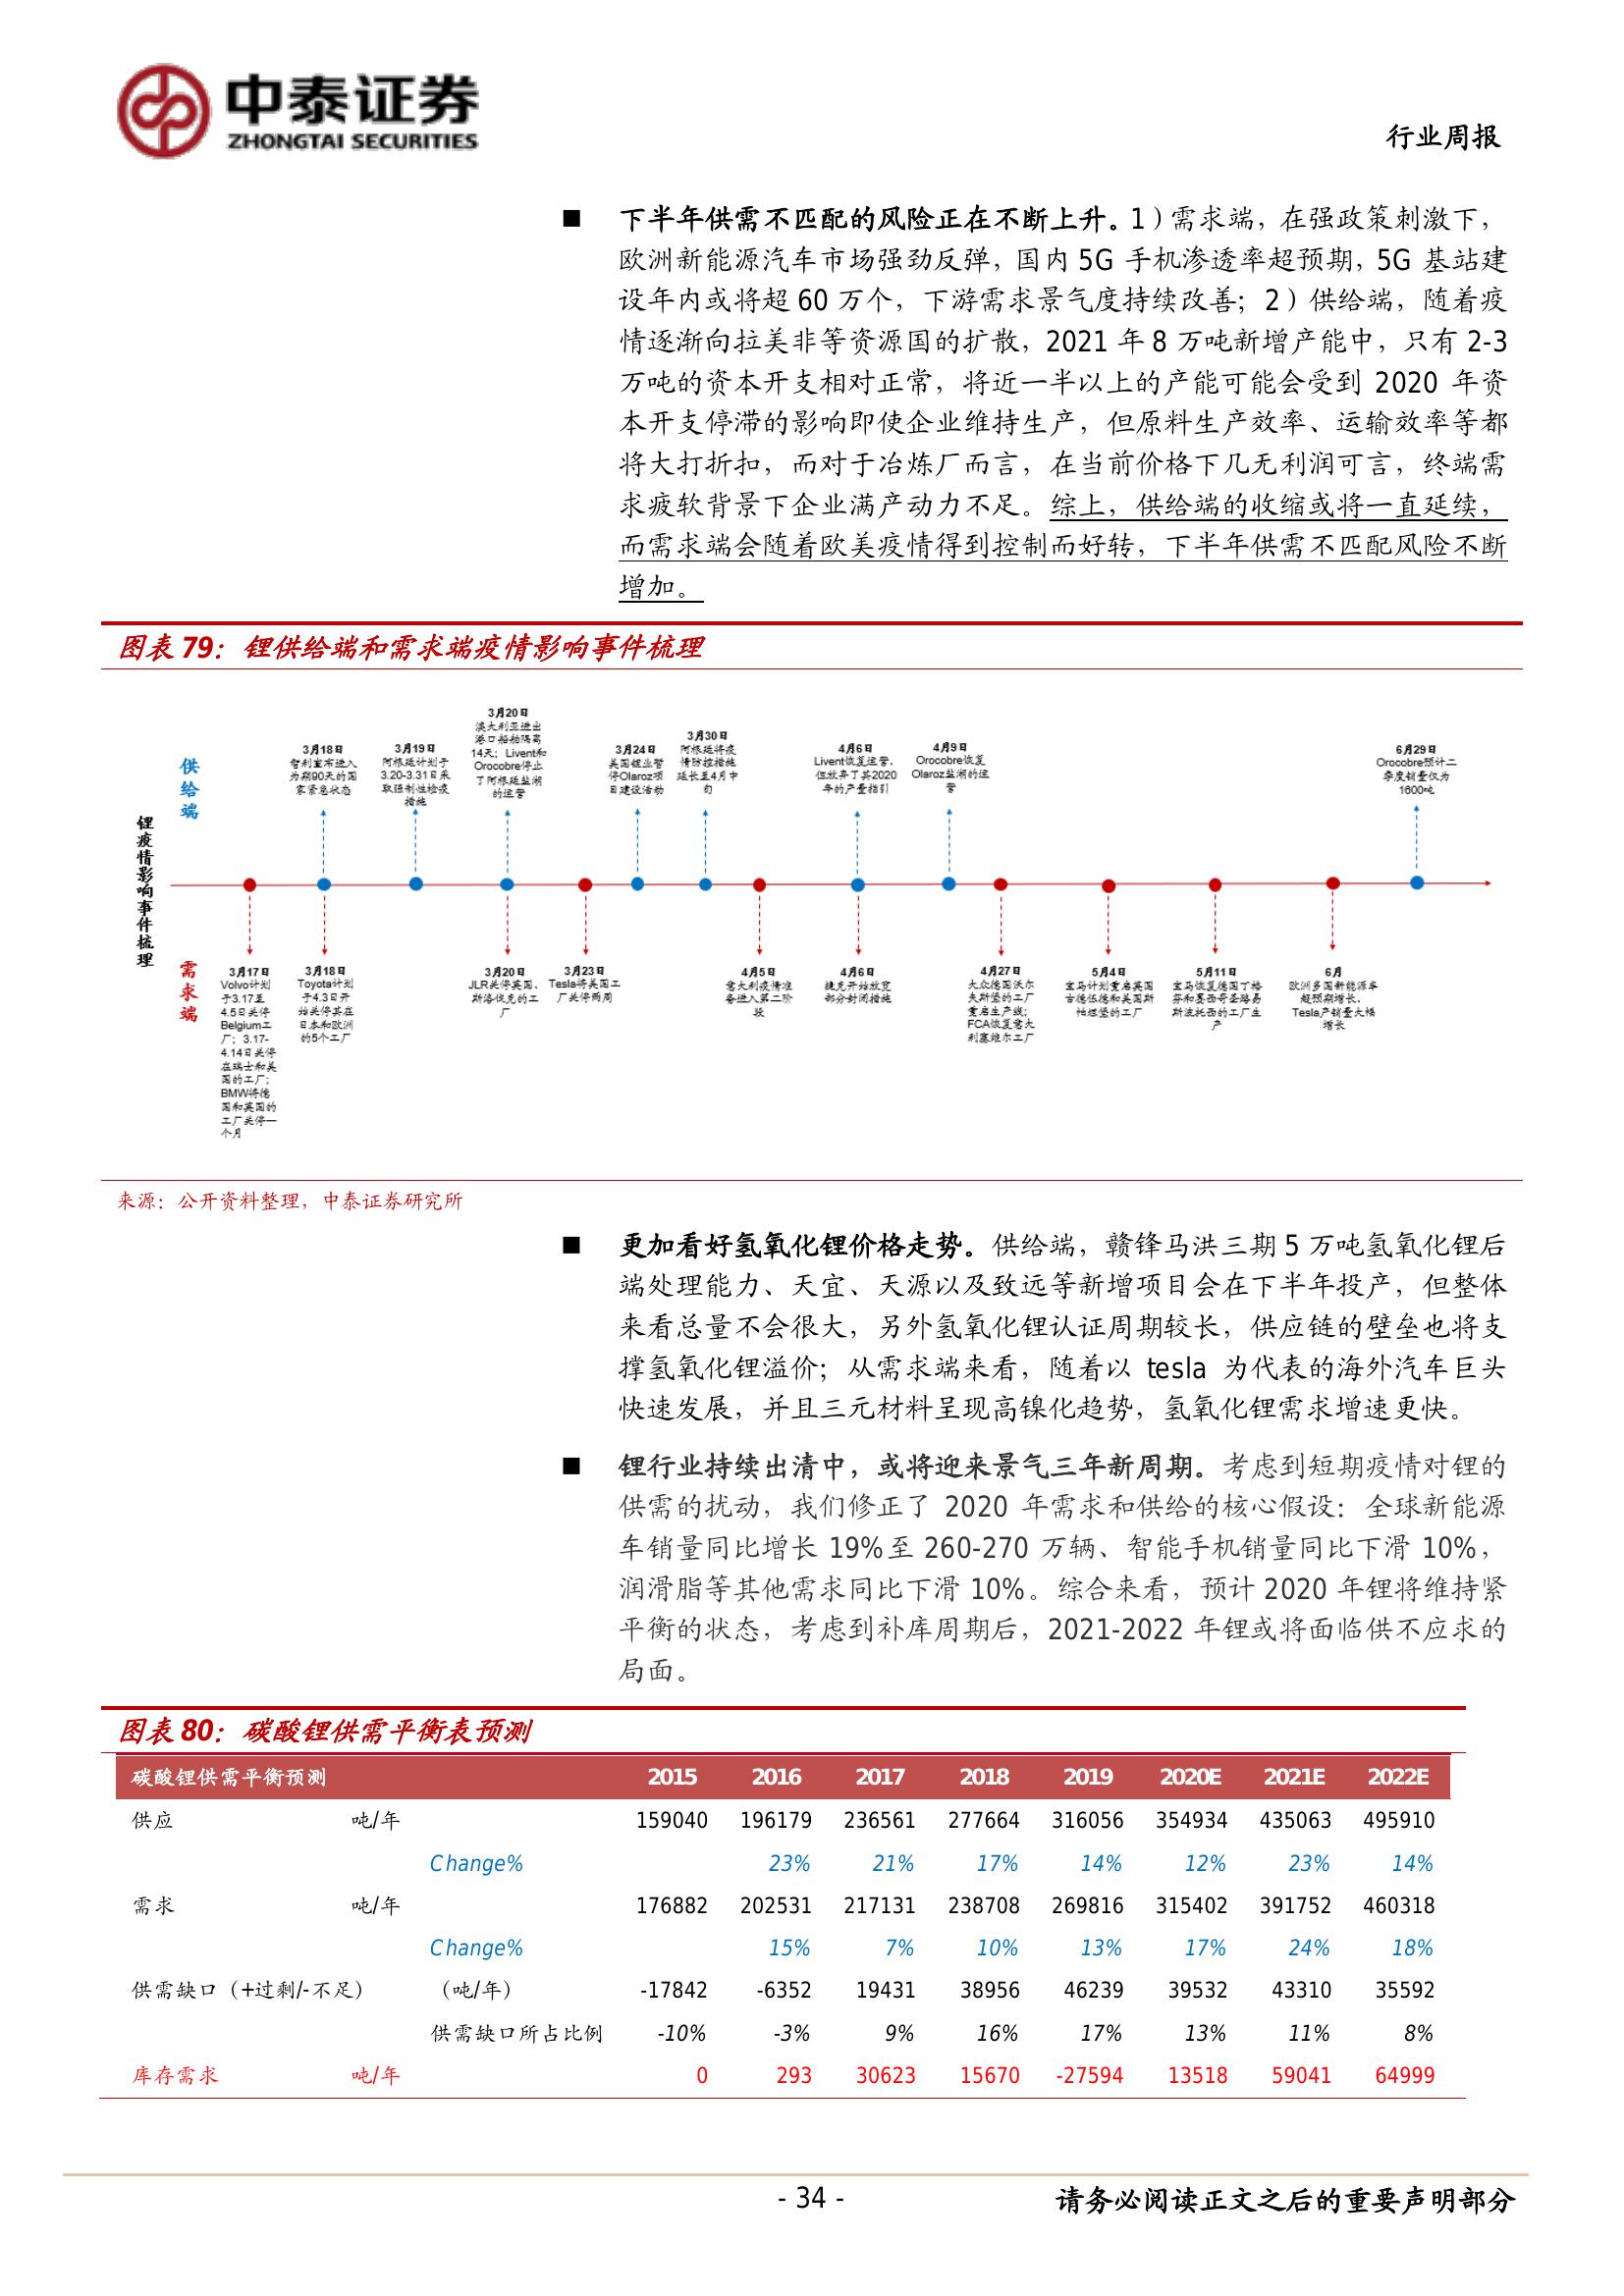 中泰证券
ZHONGTAI SECURITIES
行业周报
■ 下半年供需不匹配的风险正在不断上升。1）需求端，在强政策刺激下，
欧洲新能源汽车市场强劲反弹，国内 5G 手机渗透率超预期，5G 基站建
设年内或将超 60 万个，下游需求景气度持续改善；2）供给端，随着疫
情逐渐向拉美非等资源国的扩散，2021 年 8 万吨新增产能中，只有 2-3
万吨的资本开支相对正常，将近一半以上的产能可能会受到 2020 年资
本开支停滞的影响即使企业维持生产，但原料生产效率、运输效率等都
将大打折扣，而对于冶炼厂而言，在当前价格下几无利润可言，终端需
求疲软背景下企业满产动力不足。综上，供给端的收缩或将一直延续，
而需求端会随着欧美疫情得到控制而好转，下半年供需不匹配风险不断
增加。
图表 79：锂供给端和需求端疫情影响事件梳理
锂疫情影响事件梳理
供给端
3月18日
智利宣布进入
为期90天的国
家紧急状态
3月19日
阿根廷计划于
3.20-3.31日采
取强制性检疫
措施
3月20日
澳大利亚进出
港口船舶隔离
14天；Livent和
Orocobre停止
了阿根廷盐湖
的运营
3月24日
美国锂业暂
停Olaroz项
目建设活动
3月30日
阿根廷将疫
情防控措施
延长至4月中
旬
4月6日
Livent恢复运营，
但放弃了其2020
年的产量指引
4月9日
Orocobre恢复
Olaroz盐湖的运
营
6月29日
Orocobre预计二
季度销量仅为
1600吨
需求端
3月17日
Volvo计划
于3.17至
4.5日关停
Belgium工
厂；3.17-
4.14日关停
在瑞士和美
国的工厂；
BMW将德
国和英国的
工厂关停一
个月
3月18日
Toyota计划
于4.3日开
始关停其在
日本和欧洲
的5个工厂
3月20日
JLR关停英国、
斯洛伐克的工
厂
3月23日
Tesla将美国工
厂关停两周
4月5日
意大利疫情准
备进入第二阶
段
4月6日
捷克开始放宽
部分封闭措施
4月27日
大众德国沃尔
夫斯堡的工厂
重启生产线；
FCA恢复意大
利塞维尔工厂
5月4日
宝马计划重启英国
古德伍德和美国斯
帕坦堡的工厂
5月11日
宝马恢复德国丁格
芬和墨西哥圣路易
斯波托西的工厂生
产
6月
欧洲多国新能源车
超预期增长，
Tesla产销量大幅
增长
来源：公开资料整理，中泰证券研究所
■ 更加看好氢氧化锂价格走势。供给端，赣锋马洪三期 5 万吨氢氧化锂后
端处理能力、天宜、天源以及致远等新增项目会在下半年投产，但整体
来看总量不会很大，另外氢氧化锂认证周期较长，供应链的壁垒也将支
撑氢氧化锂溢价；从需求端来看，随着以 tesla 为代表的海外汽车巨头
快速发展，并且三元材料呈现高镍化趋势，氢氧化锂需求增速更快。
■ 锂行业持续出清中，或将迎来景气三年新周期。考虑到短期疫情对锂的
供需的扰动，我们修正了 2020 年需求和供给的核心假设：全球新能源
车销量同比增长 19%至 260-270 万辆、智能手机销量同比下滑 10%，
润滑脂等其他需求同比下滑 10%。综合来看，预计 2020 年锂将维持紧
平衡的状态，考虑到补库周期后，2021-2022 年锂或将面临供不应求的
局面。
图表 80：碳酸锂供需平衡表预测
碳酸锂供需平衡预测 2015 2016 2017 2018 2019 2020E 2021E 2022E
供应 吨/年 159040 196179 236561 277664 316056 354934 435063 495910
Change% 23% 21% 17% 14% 12% 23% 14%
需求 吨/年 176882 202531 217131 238708 269816 315402 391752 460318
Change% 15% 7% 10% 13% 17% 24% 18%
供需缺口（+过剩/-不足） （吨/年） -17842 -6352 19431 38956 46239 39532 43310 35592
供需缺口所占比例 -10% -3% 9% 16% 17% 13% 11% 8%
库存需求 吨/年 0 293 30623 15670 -27594 13518 59041 64999
- 34 -
请务必阅读正文之后的重要声明部分